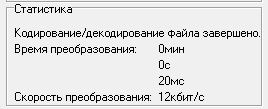 Статистика
Кодирование/декодирование файла завершено.
Время преобразования: 0мин
0с
20мс
Скорость преобразования: 12кбит/с